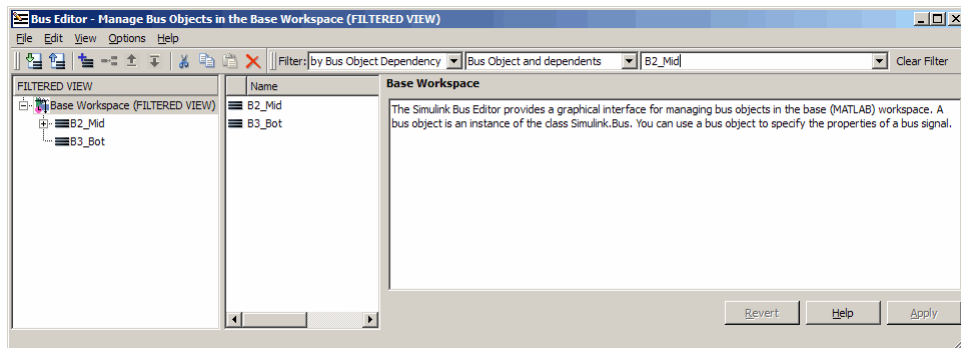 Bus Editor - Manage Bus Objects in the Base Workspace (FILTERED VIEW)
File Edit View Options Help
Filter: by Bus Object Dependency Bus Object and dependents B2_Mid Clear Filter
FILTERED VIEW
Base Workspace (FILTERED VIEW)
B2_Mid
B3_Bot
Name
B2_Mid
B3_Bot
Base Workspace
The Simulink Bus Editor provides a graphical interface for managing bus objects in the base (MATLAB) workspace. A
bus object is an instance of the class Simulink.Bus. You can use a bus object to specify the properties of a bus signal.
Revert Help Apply